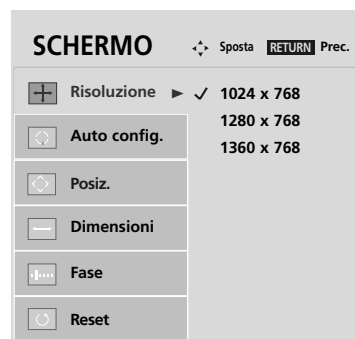 SCHERMO
Sposta RETURN Prec.
Risoluzione ► ✓ 1024 x 768
1280 x 768
1360 x 768
Auto config.
Posiz.
Dimensioni
Fase
Reset